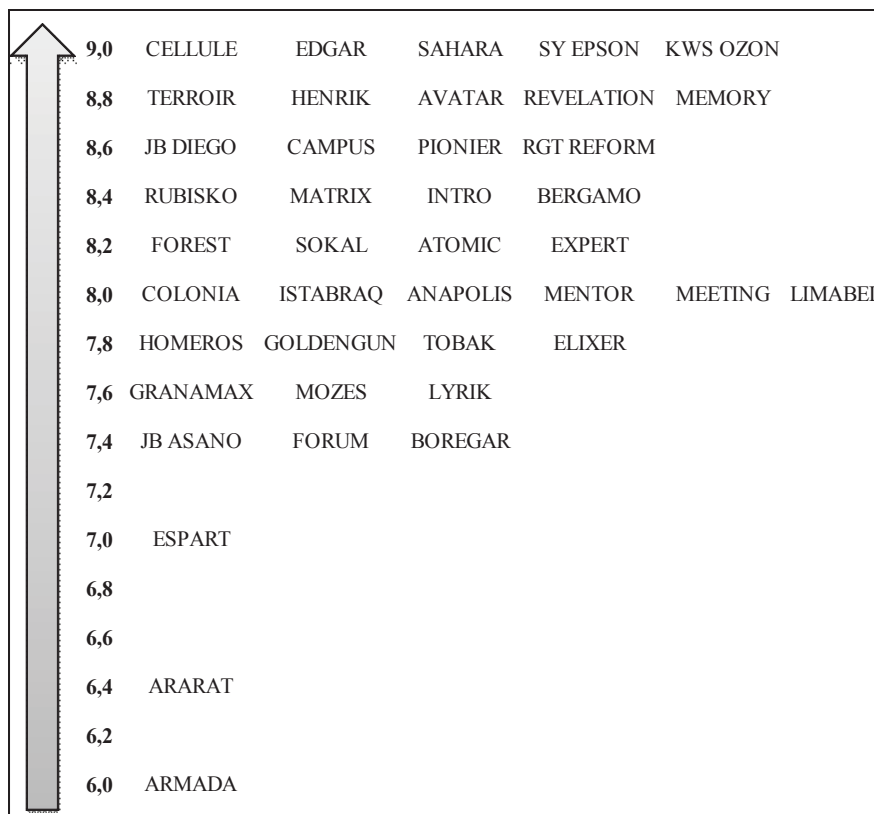 9,0 CELLULE EDGAR SAHARA SY EPSON KWS OZON
8,8 TERROIR HENRIK AVATAR REVELATION MEMORY
8,6 JB DIEGO CAMPUS PIONIER RGT REFORM
8,4 RUBISKO MATRIX INTRO BERGAMO
8,2 FOREST SOKAL ATOMIC EXPERT
8,0 COLONIA ISTABRAQ ANAPOLIS MENTOR MEETING LIMABEL
7,8 HOMEROS GOLDENGUN TOBAK ELIXER
7,6 GRANAMAX MOZES LYRIK
7,4 JB ASANO FORUM BOREGAR
7,2
7,0 ESPART
6,8
6,6
6,4 ARARAT
6,2
6,0 ARMADA